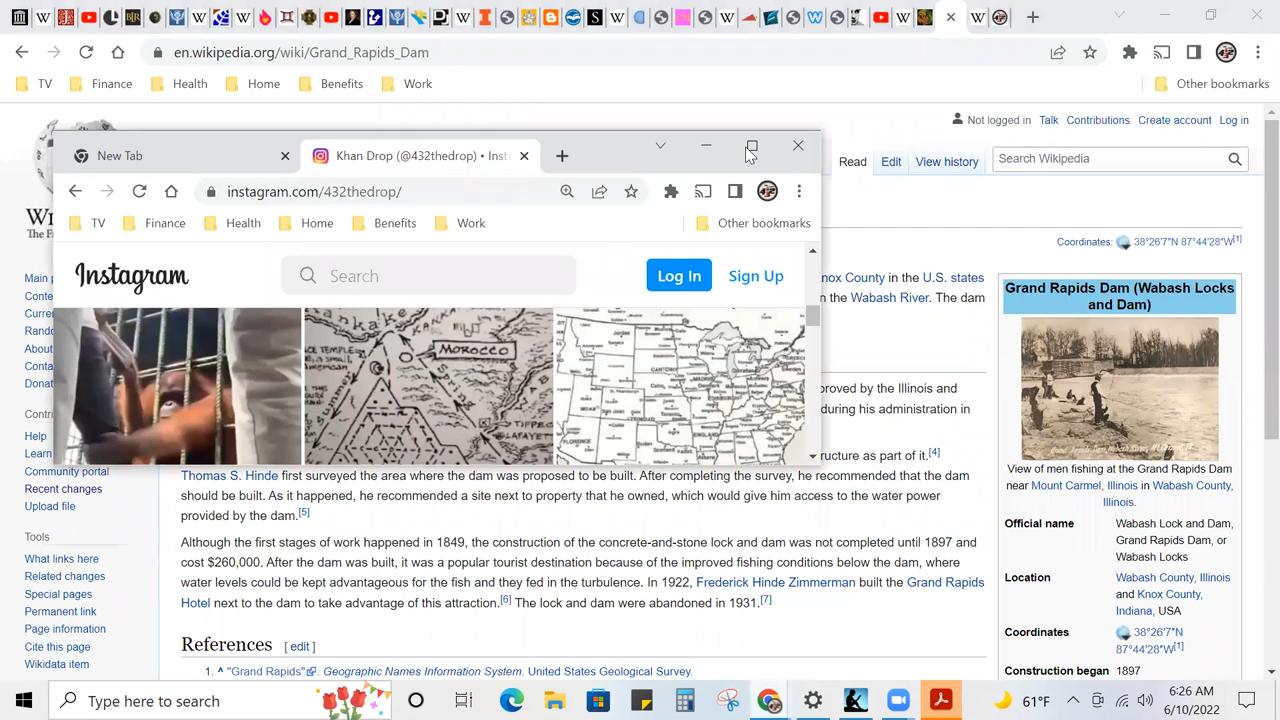 en.wikipedia.org/wiki/Grand_Rapids_Dam
TV Finance Health Home Benefits Work Other bookmarks
Not logged in Talk Contributions Create account Log in
Read Edit View history Search Wikipedia
New Tab
Khan Drop (@432thedrop) • Inst
instagram.com/432thedrop/
TV Finance Health Home Benefits Work Other bookmarks
Instagram Search Log In Sign Up
MOROCCO
TIPPE
LAFAYET
Coordinates: 38°26′7″N 87°44′28″W[1]
nox County in the U.S. states
n the Wabash River. The dam
proved by the Illinois and
during his administration in
ructure as part of it.[4]
Thomas S. Hinde first surveyed the area where the dam was proposed to be built. After completing the survey, he recommended that the dam
should be built. As it happened, he recommended a site next to property that he owned, which would give him access to the water power
provided by the dam.[5]
Although the first stages of work happened in 1849, the construction of the concrete-and-stone lock and dam was not completed until 1897 and
cost $260,000. After the dam was built, it was a popular tourist destination because of the improved fishing conditions below the dam, where
water levels could be kept advantageous for the fish and they fed in the turbulence. In 1922, Frederick Hinde Zimmerman built the Grand Rapids
Hotel next to the dam to take advantage of this attraction.[6] The lock and dam were abandoned in 1931.[7]
References [ edit ]
1. ^ "Grand Rapids". Geographic Names Information System. United States Geological Survey.
Main p
Conte
Curre
Rando
About
Conta
Donat
Contri
Help
Learn
Community portal
Recent changes
Upload file
Tools
What links here
Related changes
Special pages
Permanent link
Page information
Cite this page
Wikidata item
Grand Rapids Dam (Wabash Locks
and Dam)
View of men fishing at the Grand Rapids Dam
near Mount Carmel, Illinois in Wabash County,
Illinois.
Official name Wabash Lock and Dam,
Grand Rapids Dam, or
Wabash Locks
Location Wabash County, Illinois
and Knox County,
Indiana, USA
Coordinates 38°26′7″N
87°44′28″W[1]
Construction began 1897
Type here to search
61°F
6:26 AM
6/10/2022